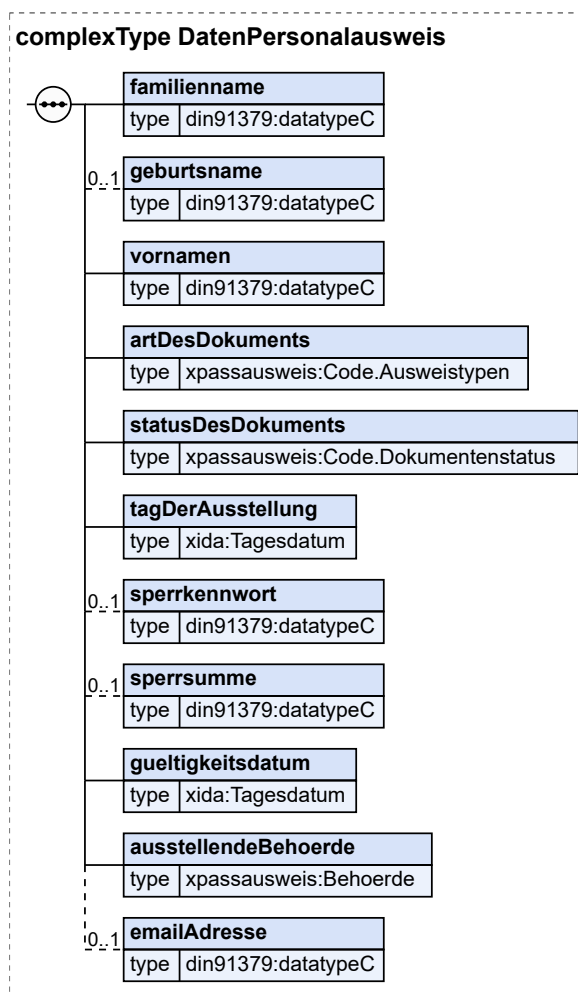 complexType DatenPersonalausweis
familienname
type din91379:datatypeC
0..1
geburtsname
type din91379:datatypeC
vornamen
type din91379:datatypeC
artDesDokuments
type xpassausweis:Code.Ausweistypen
statusDesDokuments
type xpassausweis:Code.Dokumentenstatus
tagDerAusstellung
type xida:Tagesdatum
0..1
sperrkennwort
type din91379:datatypeC
0..1
sperrsumme
type din91379:datatypeC
gueltigkeitsdatum
type xida:Tagesdatum
ausstellendeBehoerde
type xpassausweis:Behoerde
0..1
emailAdresse
type din91379:datatypeC